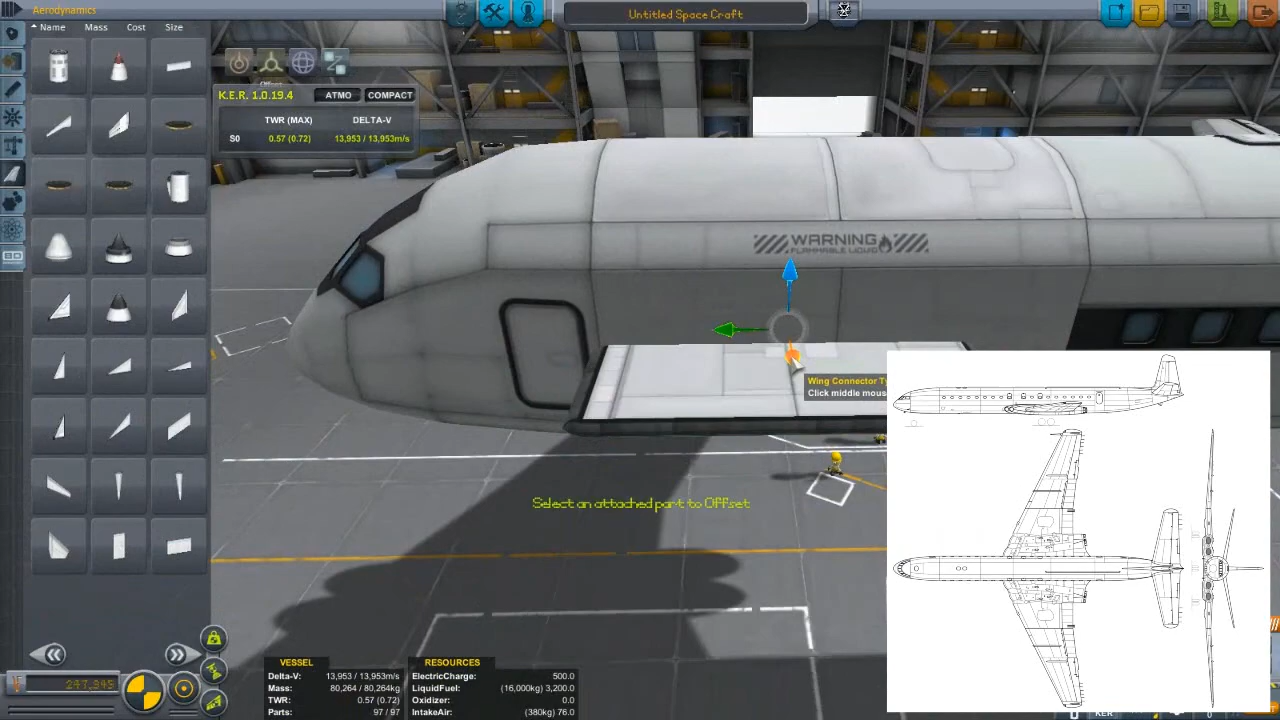 Aerodynamics
Untitled Space Craft
Name Mass Cost Size
Offset
K.E.R. 1.0.19.4 ATMO COMPACT
TWR (MAX) DELTA-V
S0 0.57 (0.72) 13,953 / 13,953m/s
WARNING
FLAMMABLE LIQUID
Wing Connector Ty
Click middle mous
Select an attached part to Offset
VESSEL
Delta-V: 13,953 / 13,953m/s
Mass: 80,264 / 80,264kg
TWR: 0.57 (0.72)
Parts: 97 / 97
RESOURCES
ElectricCharge: 500.0
LiquidFuel: (16,000kg) 3,200.0
Oxidizer: 0.0
IntakeAir: (380kg) 76.0
KER
0